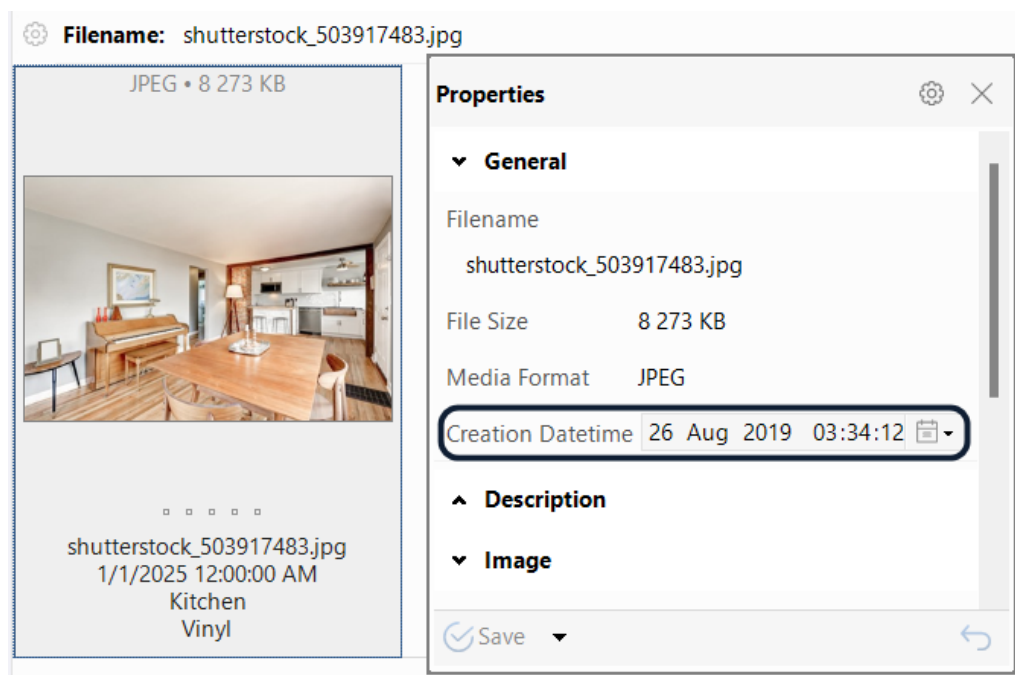 Filename: shutterstock_503917483.jpg
JPEG • 8 273 KB
shutterstock_503917483.jpg
1/1/2025 12:00:00 AM
Kitchen
Vinyl
Properties
General
Filename
shutterstock_503917483.jpg
File Size 8 273 KB
Media Format JPEG
Creation Datetime 26 Aug 2019 03:34:12
Description
Image
Save